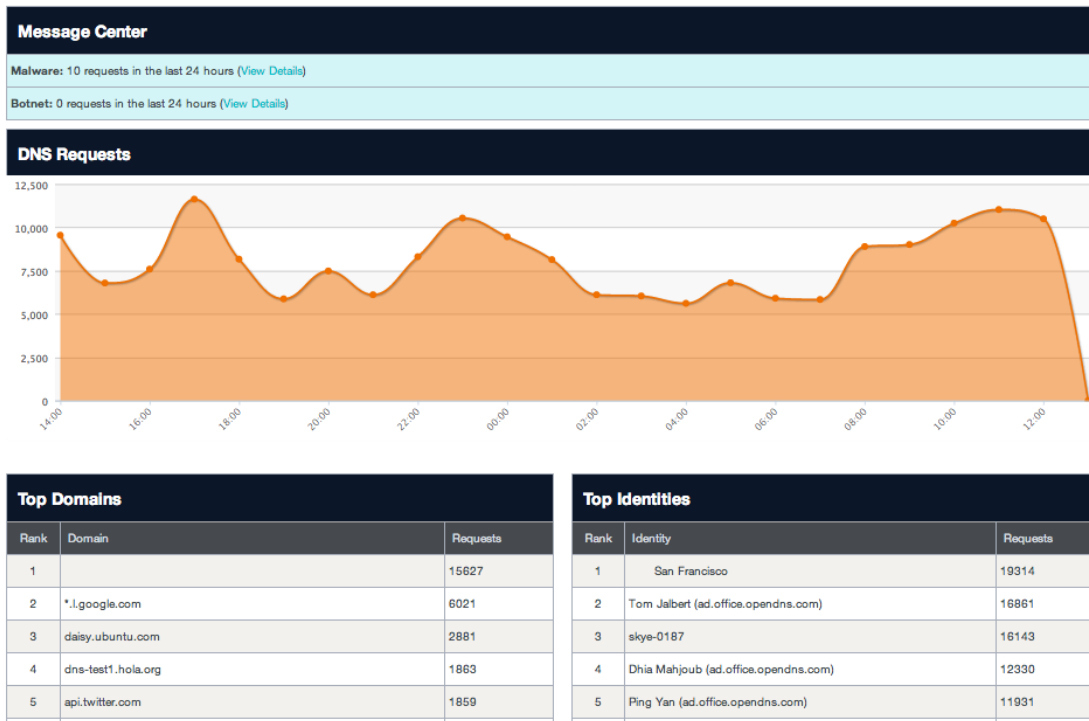 Message Center
Malware: 10 requests in the last 24 hours (View Details)
Botnet: 0 requests in the last 24 hours (View Details)
DNS Requests
12,500
10,000
7,500
5,000
2,500
0
14:00 16:00 18:00 20:00 22:00 00:00 02:00 04:00 06:00 08:00 10:00 12:00
Top Domains
Rank Domain Requests
1 15627
2 *.l.google.com 6021
3 daisy.ubuntu.com 2881
4 dns-test1.hola.org 1863
5 api.twitter.com 1859
Top Identities
Rank Identity Requests
1 San Francisco 19314
2 Tom Jalbert (ad.office.opendns.com) 16861
3 skye-0187 16143
4 Dhia Mahjoub (ad.office.opendns.com) 12330
5 Ping Yan (ad.office.opendns.com) 11931